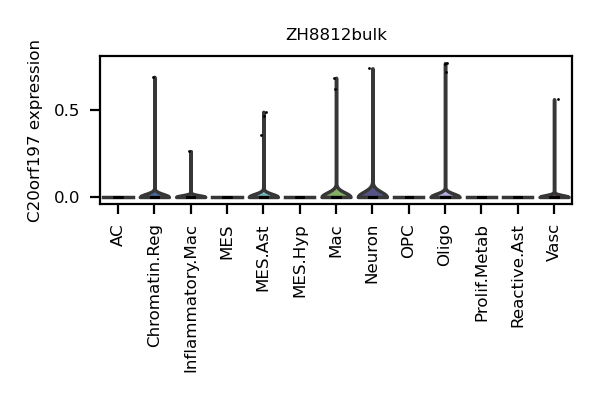 ZH8812bulk
C20orf197 expression
0.5
0.0
AC
Chromatin.Reg
Inflammatory.Mac
MES
MES.Ast
MES.Hyp
Mac
Neuron
OPC
Oligo
Prolif.Metab
Reactive.Ast
Vasc